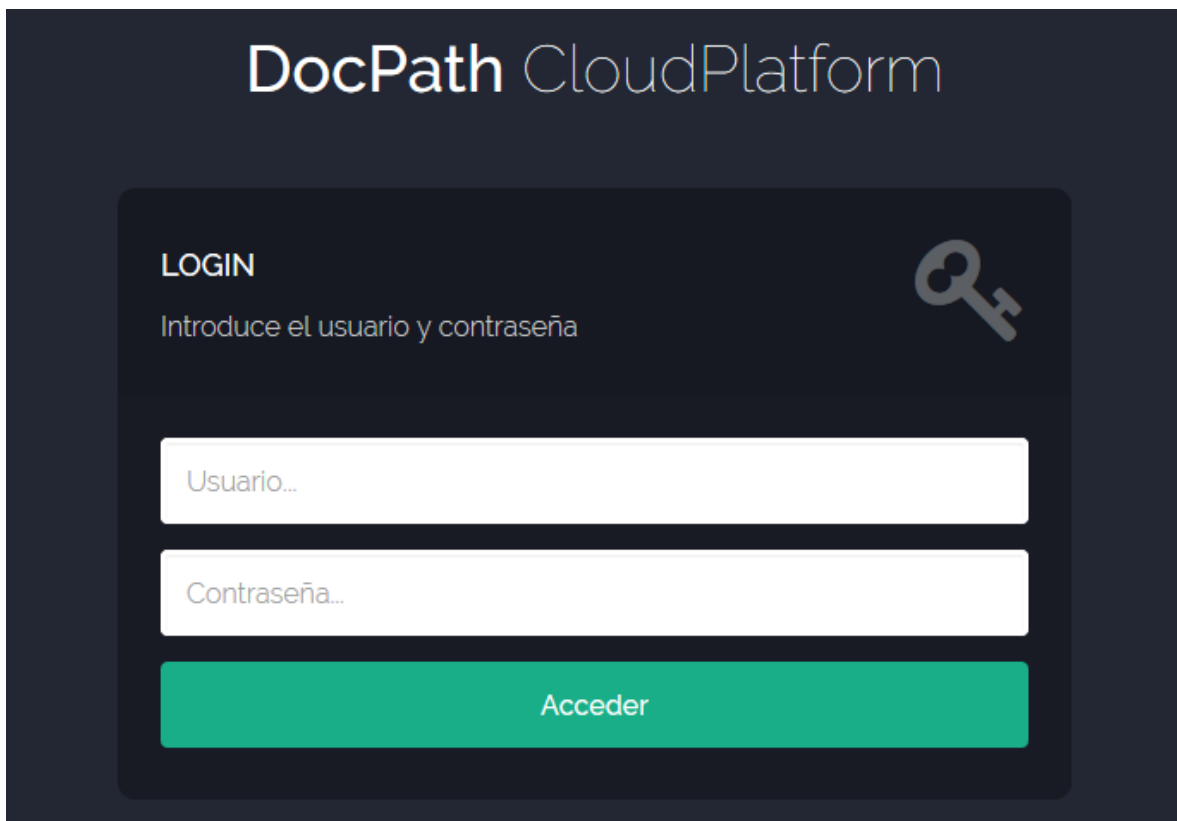 DocPath CloudPlatform
LOGIN
Introduce el usuario y contraseña
Usuario...
Contraseña...
Acceder